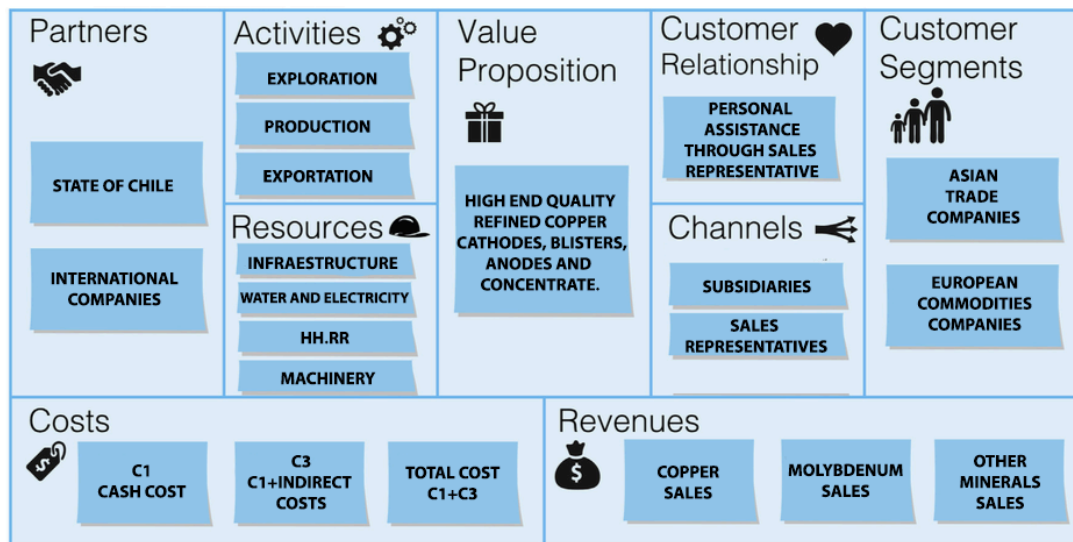 Partners
STATE OF CHILE
INTERNATIONAL
COMPANIES
Activities
EXPLORATION
PRODUCTION
EXPORTATION
Resources
INFRAESTRUCTURE
WATER AND ELECTRICITY
HH.RR
MACHINERY
Value
Proposition
HIGH END QUALITY
REFINED COPPER
CATHODES, BLISTERS,
ANODES AND
CONCENTRATE.
Customer
Relationship
PERSONAL
ASSISTANCE
THROUGH SALES
REPRESENTATIVE
Channels
SUBSIDIARIES
SALES
REPRESENTATIVES
Customer
Segments
ASIAN
TRADE
COMPANIES
EUROPEAN
COMMODITIES
COMPANIES
Costs
$
C1
CASH COST
C3
C1+INDIRECT
COSTS
TOTAL COST
C1+C3
Revenues
$
COPPER
SALES
MOLYBDENUM
SALES
OTHER
MINERALS
SALES